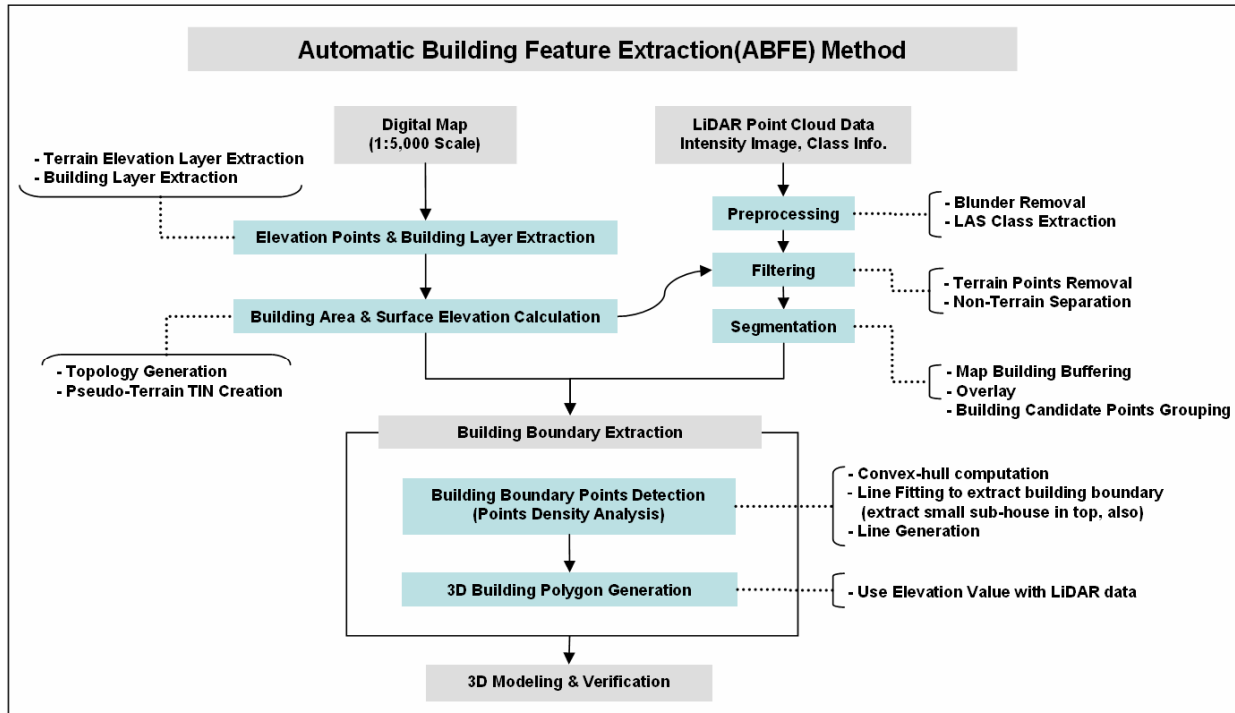 Automatic Building Feature Extraction(ABFE) Method
Digital Map
(1:5,000 Scale)
LiDAR Point Cloud Data
Intensity Image, Class Info.
- Terrain Elevation Layer Extraction
- Building Layer Extraction
Preprocessing
- Blunder Removal
- LAS Class Extraction
Elevation Points & Building Layer Extraction
Filtering
- Terrain Points Removal
- Non-Terrain Separation
Building Area & Surface Elevation Calculation
Segmentation
- Topology Generation
- Pseudo-Terrain TIN Creation
- Map Building Buffering
- Overlay
- Building Candidate Points Grouping
Building Boundary Extraction
Building Boundary Points Detection
(Points Density Analysis)
- Convex-hull computation
- Line Fitting to extract building boundary
(extract small sub-house in top, also)
- Line Generation
3D Building Polygon Generation
- Use Elevation Value with LiDAR data
3D Modeling & Verification